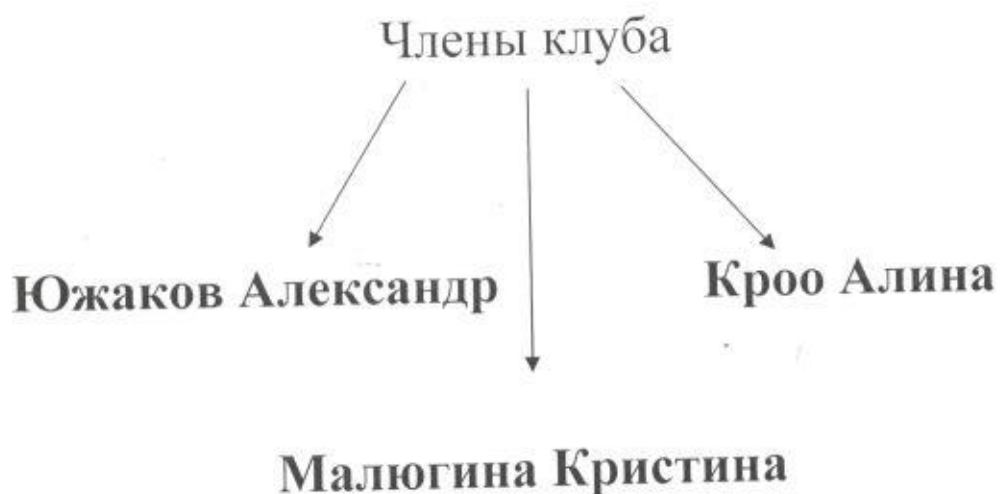 Члены клуба
Южаков Александр
Кроо Алина
Малюгина Кристина